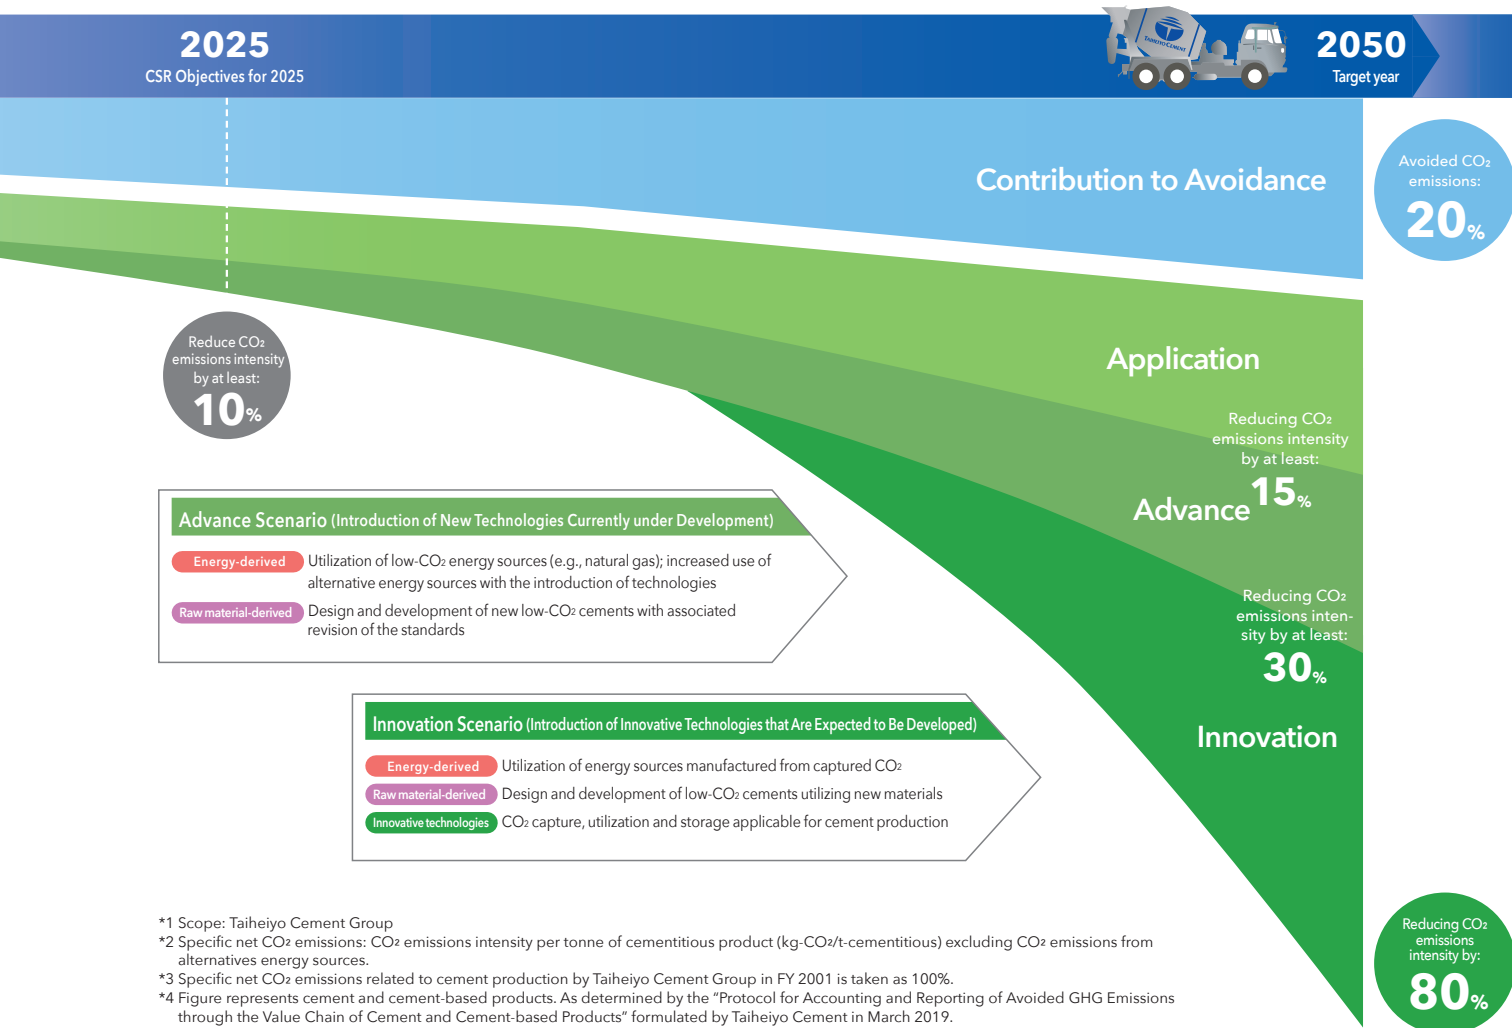 2025
CSR Objectives for 2025
TAIHEIYO CEMENT
2050
Target year
Contribution to Avoidance
Avoided CO₂
emissions:
20%
Reduce CO₂
emissions intensity
by at least:
10%
Application
Reducing CO₂
emissions intensity
by at least:
15%
Advance
Advance Scenario (Introduction of New Technologies Currently under Development)
Energy-derived Utilization of low-CO₂ energy sources (e.g., natural gas); increased use of
alternative energy sources with the introduction of technologies
Raw material-derived Design and development of new low-CO₂ cements with associated
revision of the standards
Reducing CO₂
emissions inten-
sity by at least:
30%
Innovation
Innovation Scenario (Introduction of Innovative Technologies that Are Expected to Be Developed)
Energy-derived Utilization of energy sources manufactured from captured CO₂
Raw material-derived Design and development of low-CO₂ cements utilizing new materials
Innovative technologies CO₂ capture, utilization and storage applicable for cement production
Reducing CO₂
emissions
intensity by:
80%
*1 Scope: Taiheiyo Cement Group
*2 Specific net CO₂ emissions: CO₂ emissions intensity per tonne of cementitious product (kg-CO₂/t-cementitious) excluding CO₂ emissions from
alternatives energy sources.
*3 Specific net CO₂ emissions related to cement production by Taiheiyo Cement Group in FY 2001 is taken as 100%.
*4 Figure represents cement and cement-based products. As determined by the “Protocol for Accounting and Reporting of Avoided GHG Emissions
through the Value Chain of Cement and Cement-based Products” formulated by Taiheiyo Cement in March 2019.